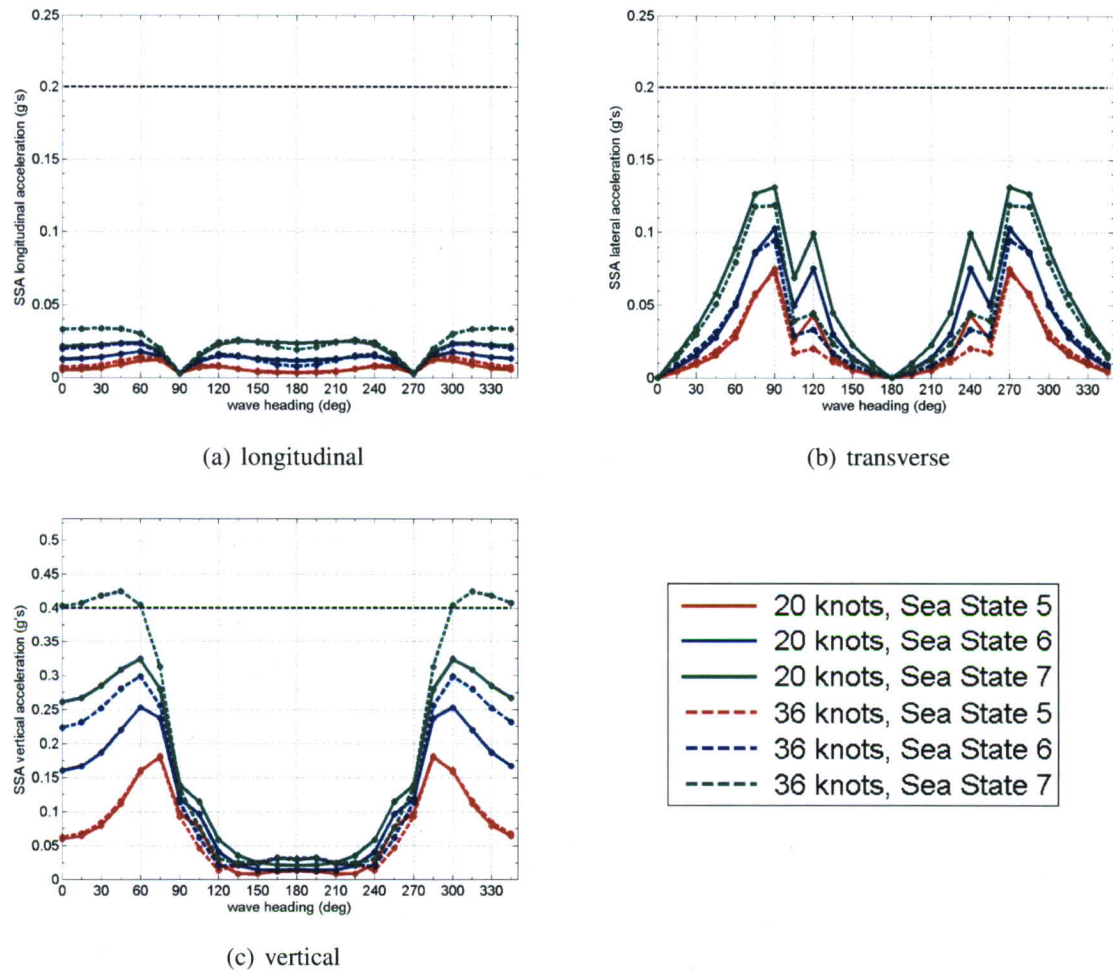 0.25
0.2
0.15
0.1
0.05
0
SSA longitudinal acceleration (g's)
0 30 60 90 120 150 180 210 240 270 300 330
wave heading (deg)
(a) longitudinal
0.25
0.2
0.15
0.1
0.05
0
SSA lateral acceleration (g's)
0 30 60 90 120 150 180 210 240 270 300 330
wave heading (deg)
(b) transverse
0.5
0.45
0.4
0.35
0.3
0.25
0.2
0.15
0.1
0.05
0
SSA vertical acceleration (g's)
0 30 60 90 120 150 180 210 240 270 300 330
wave heading (deg)
(c) vertical
20 knots, Sea State 5
20 knots, Sea State 6
20 knots, Sea State 7
36 knots, Sea State 5
36 knots, Sea State 6
36 knots, Sea State 7